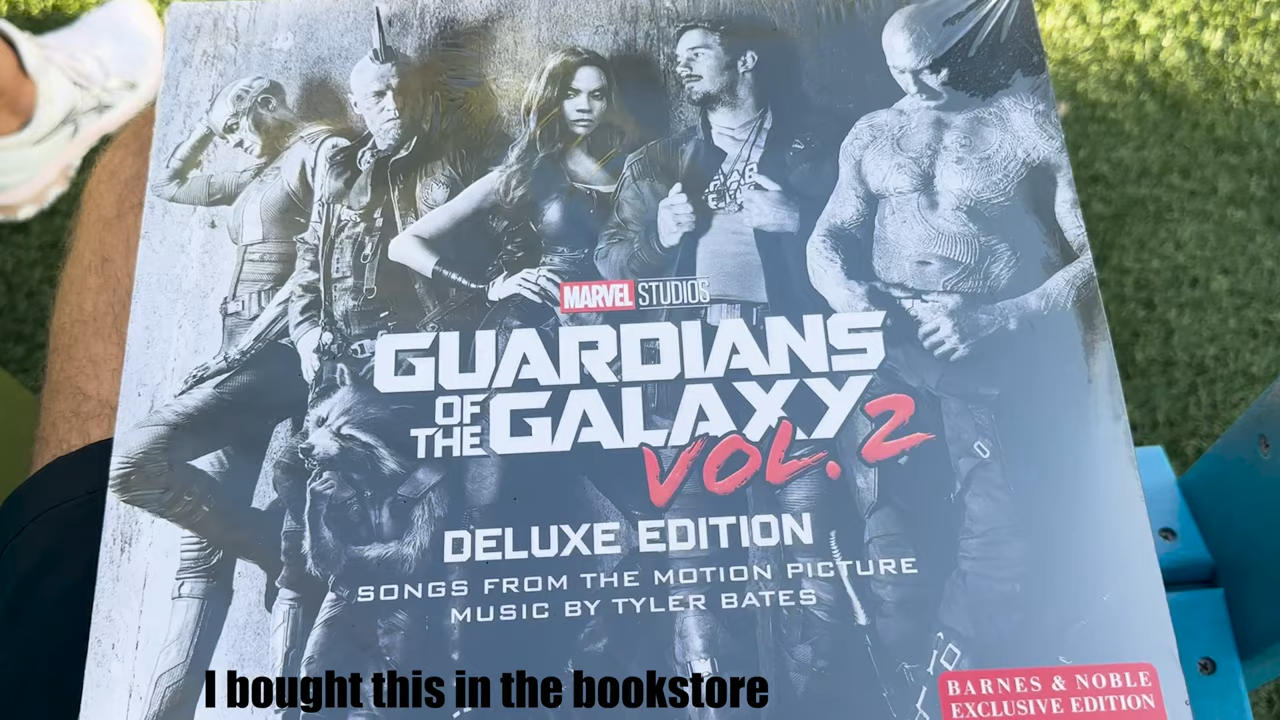 MARVEL STUDIOS
GUARDIANS
OF
THE GALAXY
VOL. 2
DELUXE EDITION
SONGS FROM THE MOTION PICTURE
MUSIC BY TYLER BATES
BARNES & NOBLE
EXCLUSIVE EDITION
I bought this in the bookstore